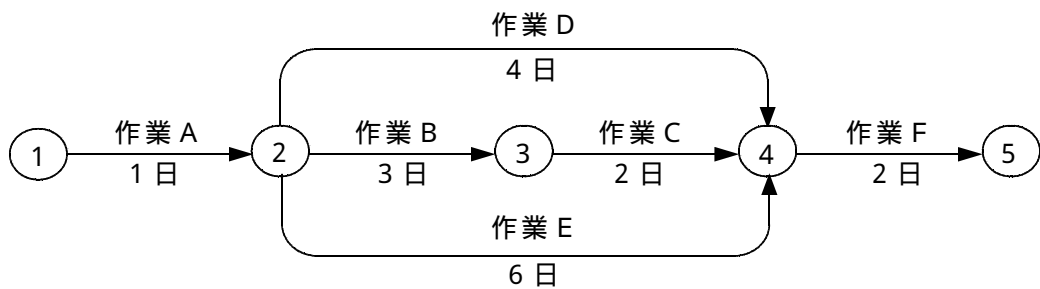 作業 D
4 日
1
作業 A
1 日
2
作業 B
3 日
3
作業 C
2 日
4
作業 F
2 日
5
作業 E
6 日